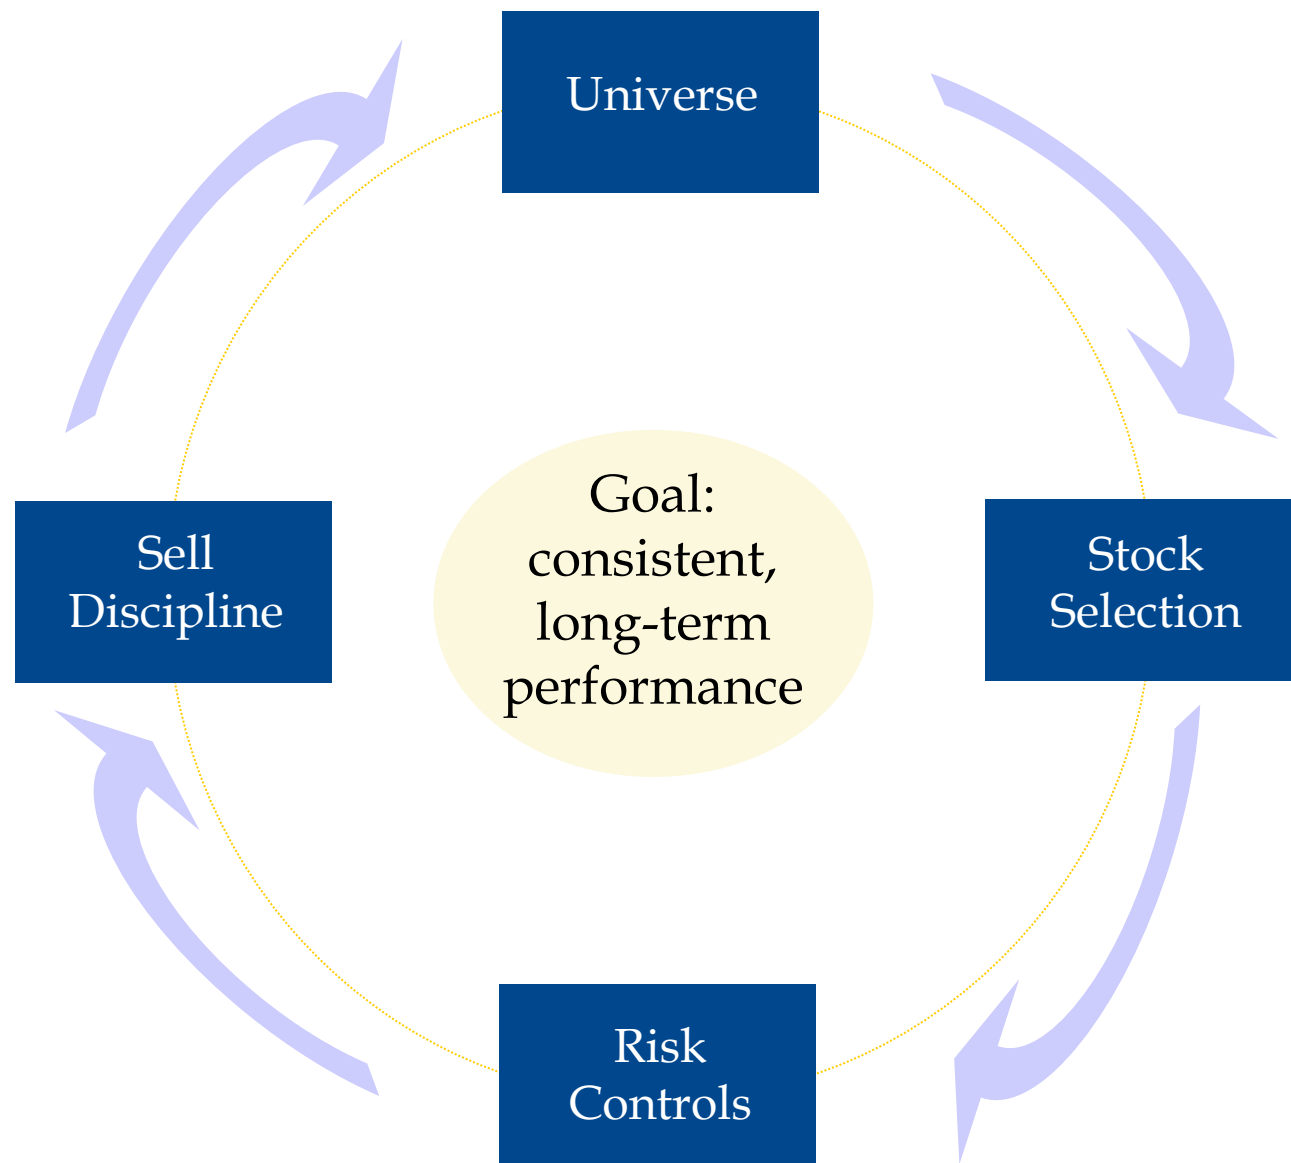 Universe
Sell
Discipline
Goal:
consistent,
long-term
performance
Stock
Selection
Risk
Controls